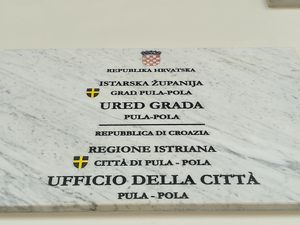 REPUBLIKA HRVATSKA
ISTARSKA ŽUPANIJA
GRAD PULA-POLA
URED GRADA
PULA-POLA
REPUBBLICA DI CROAZIA
REGIONE ISTRIANA
CITTÀ DI PULA - POLA
UFFICIO DELLA CITTÀ
PULA - POLA